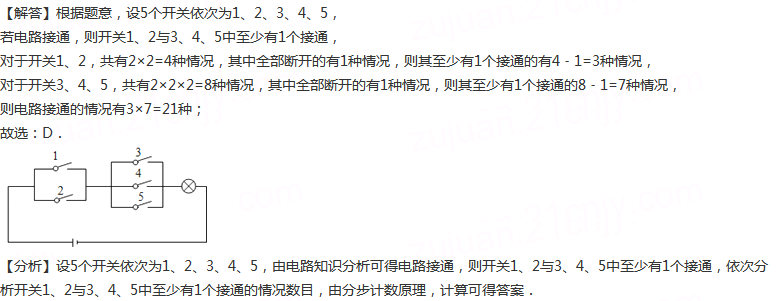 【解答】根据题意，设5个开关依次为1、2、3、4、5，
若电路接通，则开关1、2与3、4、5中至少有1个接通，
对于开关1、2，共有2×2=4种情况，其中全部断开的有1种情况，则其至少有1个接通的有4﹣1=3种情况，
对于开关3、4、5，共有2×2×2=8种情况，其中全部断开的有1种情况，则其至少有1个接通的8﹣1=7种情况，
则电路接通的情况有3×7=21种；
故选：D．
1
2
3
4
5
【分析】设5个开关依次为1、2、3、4、5，由电路知识分析可得电路接通，则开关1、2与3、4、5中至少有1个接通，依次分
析开关1、2与3、4、5中至少有1个接通的情况数目，由分步计数原理，计算可得答案．